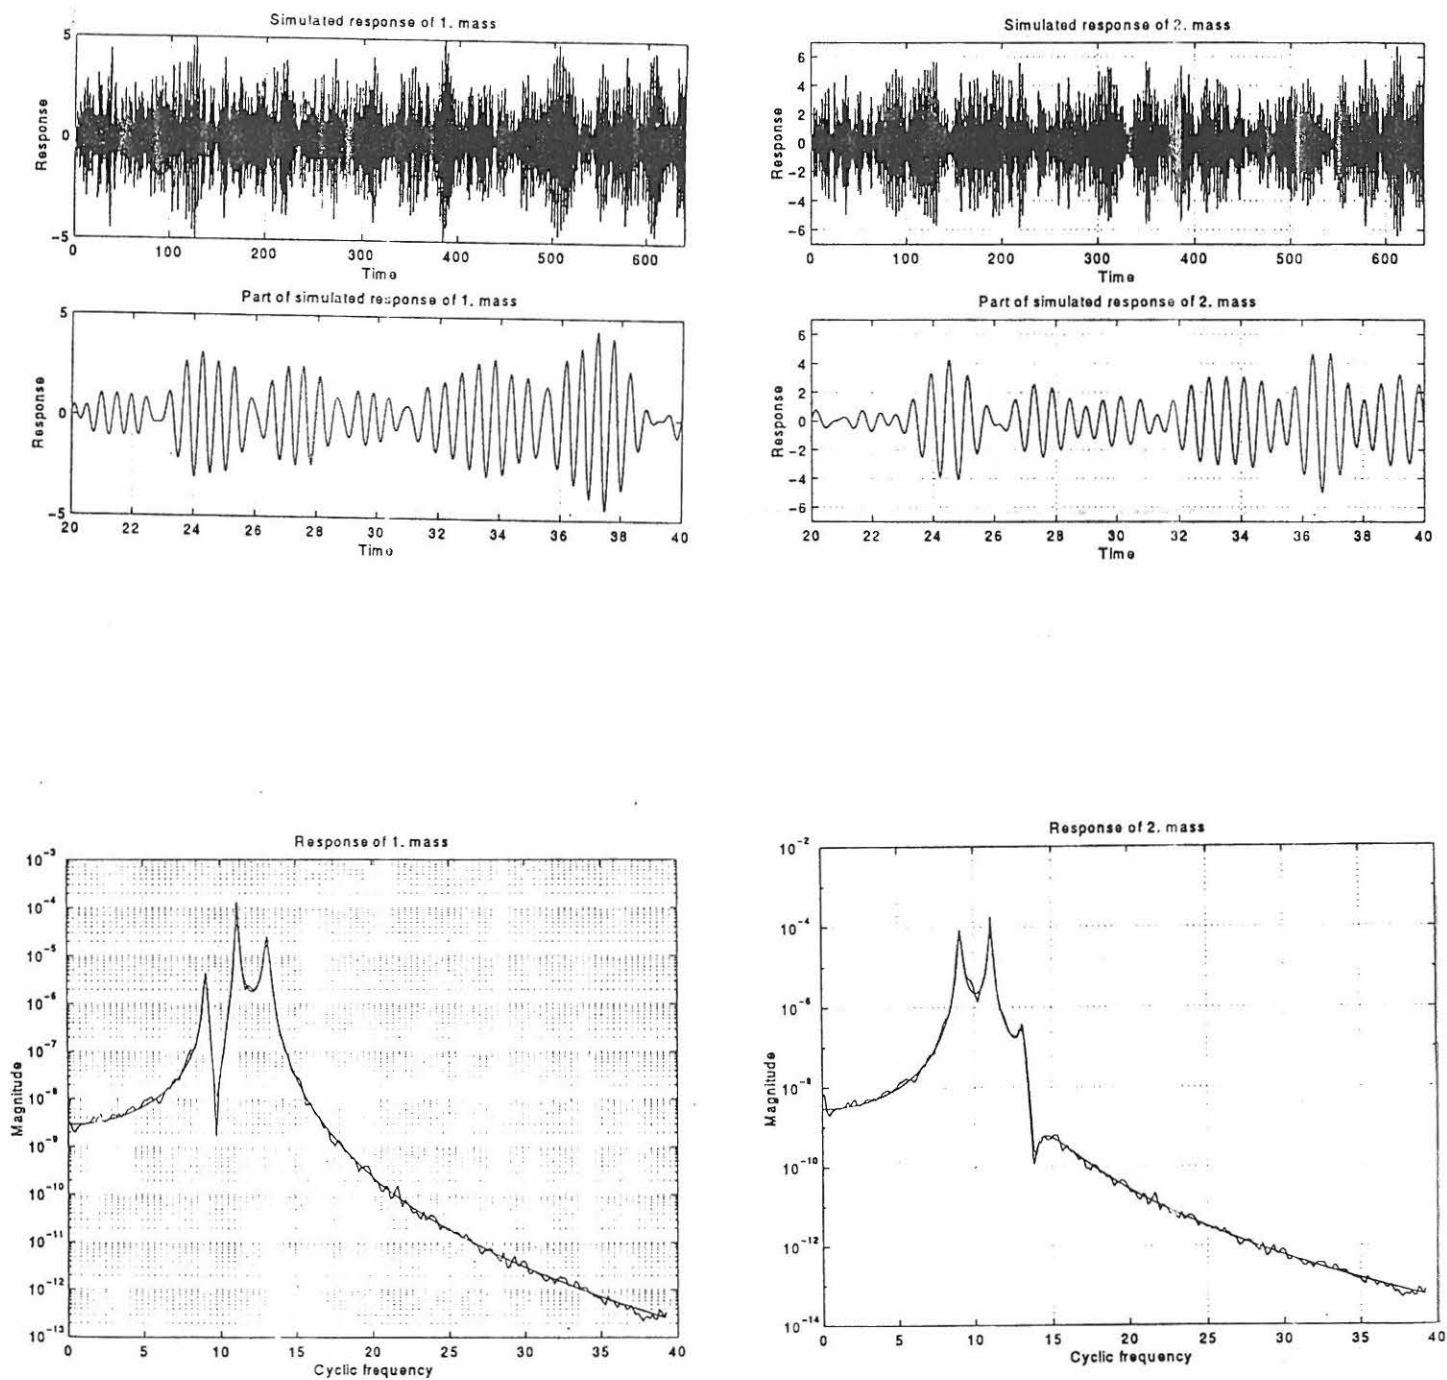 Simulated response of 1. mass
5
0
-5
Response
0 100 200 300 400 500 600
Time
Part of simulated response of 1. mass
5
0
-5
Response
20 22 24 26 28 30 32 34 36 38 40
Time
Simulated response of 2. mass
6
4
2
0
-2
-4
-6
Response
0 100 200 300 400 500 600
Time
Part of simulated response of 2. mass
6
4
2
0
-2
-4
-6
Response
20 22 24 26 28 30 32 34 36 38 40
Time
Response of 1. mass
10^-3
10^-4
10^-5
10^-6
10^-7
10^-8
10^-9
10^-10
10^-11
10^-12
10^-13
Magnitude
0 5 10 15 20 25 30 35 40
Cyclic frequency
Response of 2. mass
10^-2
10^-4
10^-6
10^-8
10^-10
10^-12
10^-14
Magnitude
0 5 10 15 20 25 30 35 40
Cyclic frequency